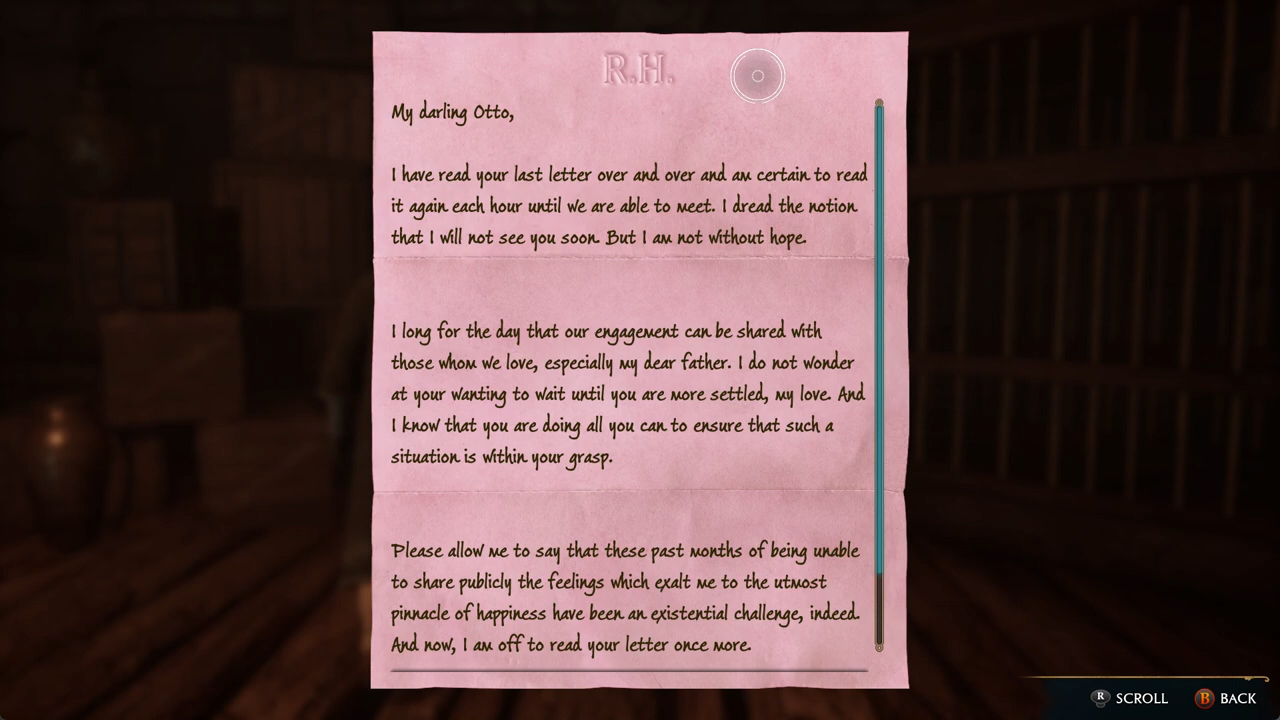 R.H.
My darling Otto,
I have read your last letter over and over and am certain to read
it again each hour until we are able to meet. I dread the notion
that I will not see you soon. But I am not without hope.
I long for the day that our engagement can be shared with
those whom we love, especially my dear father. I do not wonder
at your wanting to wait until you are more settled, my love. And
I know that you are doing all you can to ensure that such a
situation is within your grasp.
Please allow me to say that these past months of being unable
to share publicly the feelings which exalt me to the utmost
pinnacle of happiness have been an existential challenge, indeed.
And now, I am off to read your letter once more.
R SCROLL B BACK